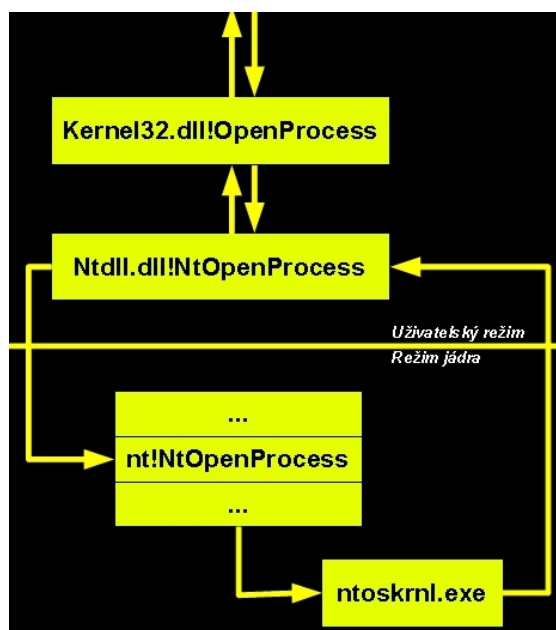 Kernel32.dll!OpenProcess
Ntdll.dll!NtOpenProcess
Uživatelský režim
Režim jádra
...
nt!NtOpenProcess
...
ntoskrnl.exe